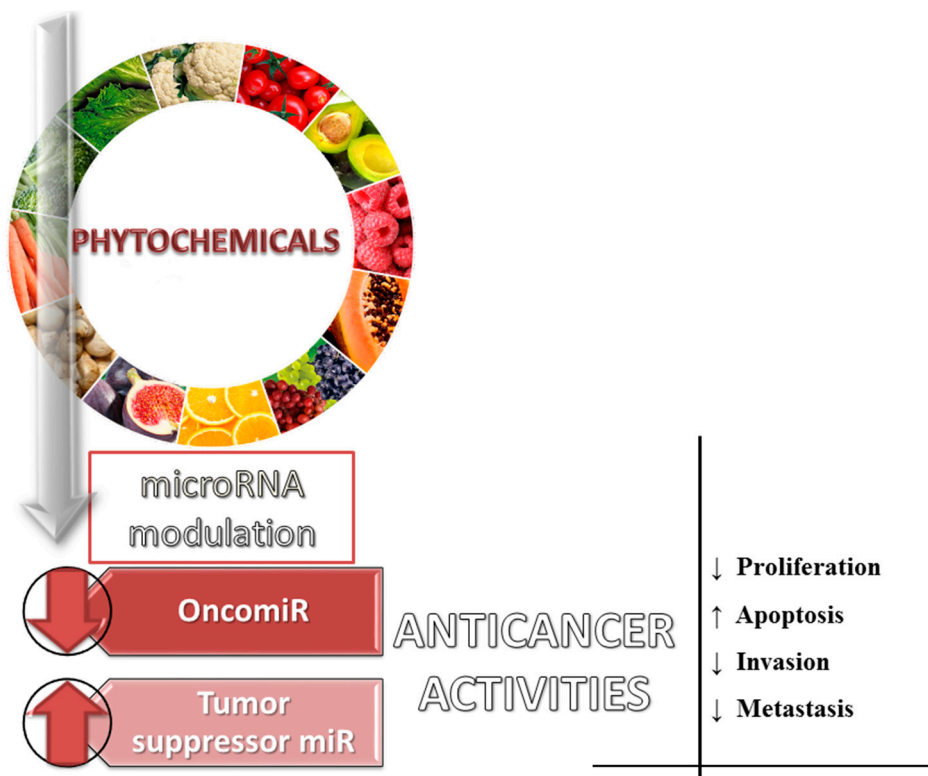 PHYTOCHEMICALS
microRNA
modulation
OncomiR
Tumor
suppressor miR
ANTICANCER
ACTIVITIES
↓ Proliferation
↑ Apoptosis
↓ Invasion
↓ Metastasis